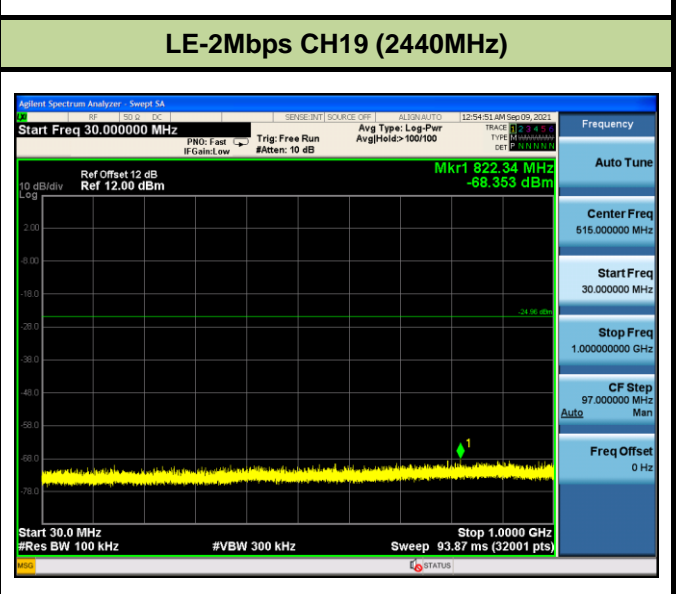 LE-2Mbps CH19 (2440MHz)
Agilent Spectrum Analyzer - Swept SA
RF 50 Ω DC SENSE:INT SOURCE OFF ALIGNAUTO 12:54:51 AM Sep 09, 2021
Start Freq 30.000000 MHz
PNO: Fast
IFGain:Low
Trig: Free Run
#Atten: 10 dB
Avg Type: Log-Pwr
Avg|Hold:>100/100
TRACE 1 2 3 4 5 6
TYPE M
DET P N N N N N
Ref Offset 12 dB
Ref 12.00 dBm
10 dB/div
Log
Mkr1 822.34 MHz
-68.353 dBm
2.00
-8.00
-18.0
-24.96 dBm
-28.0
-38.0
-48.0
-58.0
-68.0
-78.0
1
Start 30.0 MHz
Stop 1.0000 GHz
#Res BW 100 kHz
#VBW 300 kHz
Sweep 93.87 ms (32001 pts)
MSG
STATUS
Frequency
Auto Tune
Center Freq
515.000000 MHz
Start Freq
30.000000 MHz
Stop Freq
1.000000000 GHz
CF Step
97.000000 MHz
Auto Man
Freq Offset
0 Hz